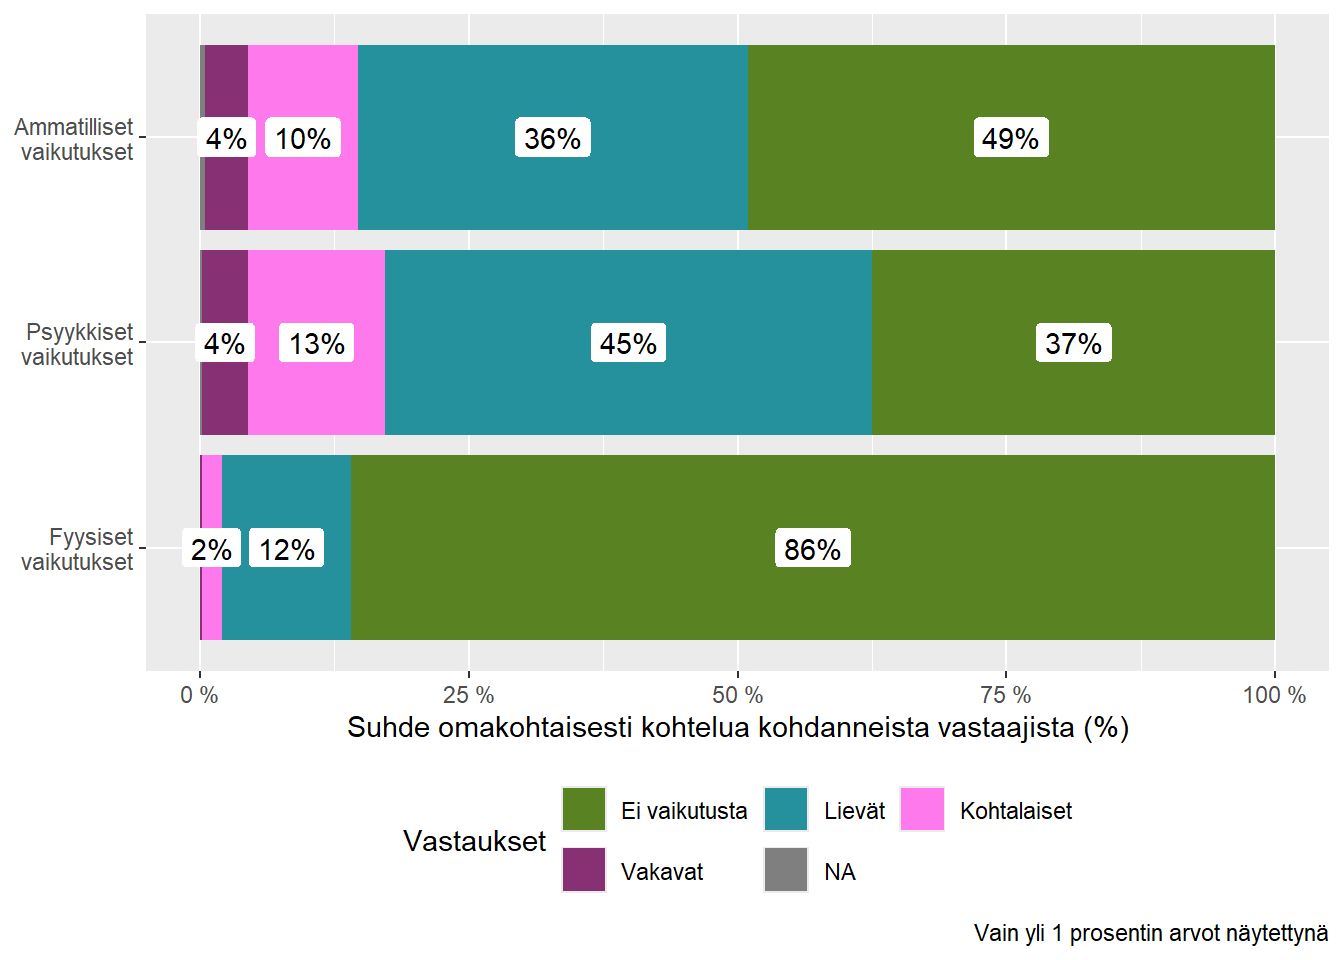 Ammatilliset
vaikutukset
4% 10% 36% 49%
Psyykkiset
vaikutukset
4% 13% 45% 37%
Fyysiset
vaikutukset
2% 12% 86%
0 % 25 % 50 % 75 % 100 %
Suhde omakohtaisesti kohtelua kohdanneista vastaajista (%)
Vastaukset
Ei vaikutusta Lievät Kohtalaiset
Vakavat NA
Vain yli 1 prosentin arvot näytettynä